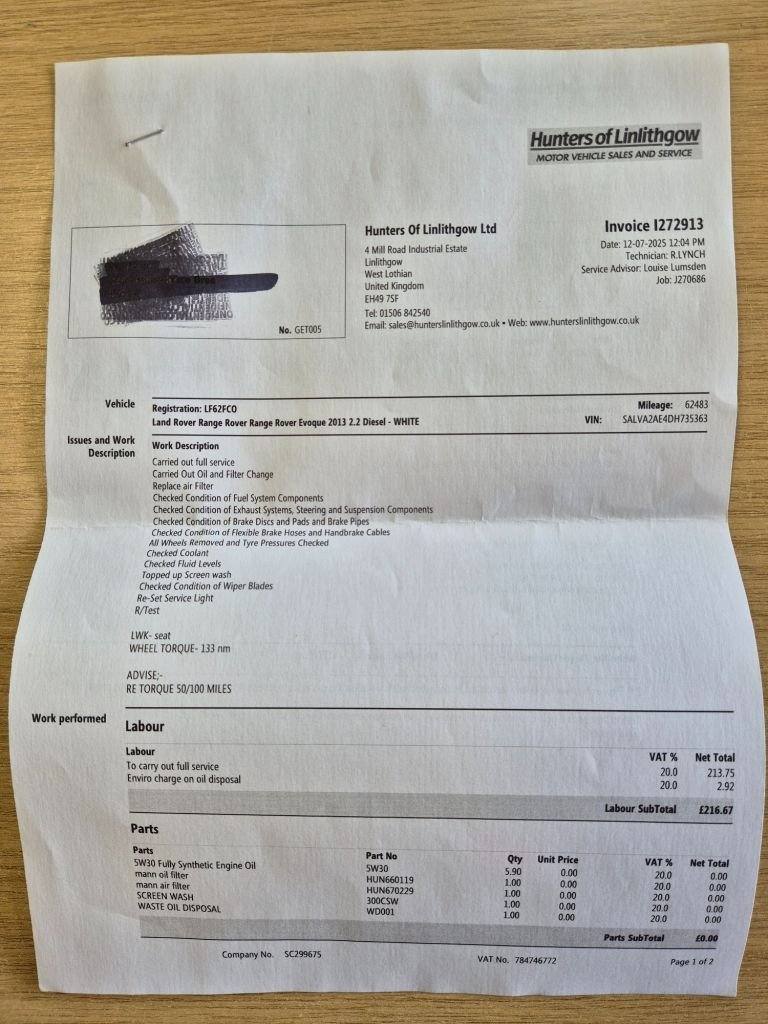 Hunters of Linlithgow
MOTOR VEHICLE SALES AND SERVICE
No. GET005
Hunters Of Linlithgow Ltd
4 Mill Road Industrial Estate
Linlithgow
West Lothian
United Kingdom
EH49 7SF
Tel: 01506 842540
Email: sales@hunterslinlithgow.co.uk • Web: www.hunterslinlithgow.co.uk
Invoice I272913
Date: 12-07-2025 12:04 PM
Technician: R.LYNCH
Service Advisor: Louise Lumsden
Job: J270686
Vehicle
Registration: LF62FCO
Mileage: 62483
Land Rover Range Rover Range Rover Evoque 2013 2.2 Diesel - WHITE
VIN: SALVA2AE4DH735363
Issues and Work
Description
Work Description
Carried out full service
Carried Out Oil and Filter Change
Replace air Filter
Checked Condition of Fuel System Components
Checked Condition of Exhaust Systems, Steering and Suspension Components
Checked Condition of Brake Discs and Pads and Brake Pipes
Checked Condition of Flexible Brake Hoses and Handbrake Cables
All Wheels Removed and Tyre Pressures Checked
Checked Coolant
Checked Fluid Levels
Topped up Screen wash
Checked Condition of Wiper Blades
Re-Set Service Light
R/Test
LWK- seat
WHEEL TORQUE- 133 nm
ADVISE;-
RE TORQUE 50/100 MILES
Work performed
Labour
Labour VAT % Net Total
To carry out full service 20.0 213.75
Enviro charge on oil disposal 20.0 2.92
Labour SubTotal £216.67
Parts
Parts Part No Qty Unit Price VAT % Net Total
5W30 Fully Synthetic Engine Oil 5W30 5.90 0.00 20.0 0.00
mann oil filter HUN660119 1.00 0.00 20.0 0.00
mann air filter HUN670229 1.00 0.00 20.0 0.00
SCREEN WASH 300CSW 1.00 0.00 20.0 0.00
WASTE OIL DISPOSAL WD001 1.00 0.00 20.0 0.00
Parts SubTotal £0.00
Company No. SC299675
VAT No. 784746772
Page 1 of 2